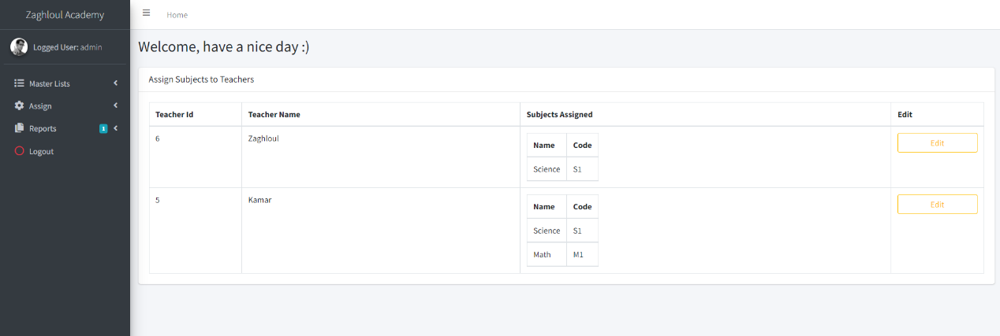 Zaghloul Academy
Home
Logged User: admin
Master Lists
Assign
Reports 1
Logout
Welcome, have a nice day :)
Assign Subjects to Teachers
Teacher Id Teacher Name Subjects Assigned Edit
6 Zaghloul Name Code Edit
Science S1
5 Kamar Name Code Edit
Science S1
Math M1